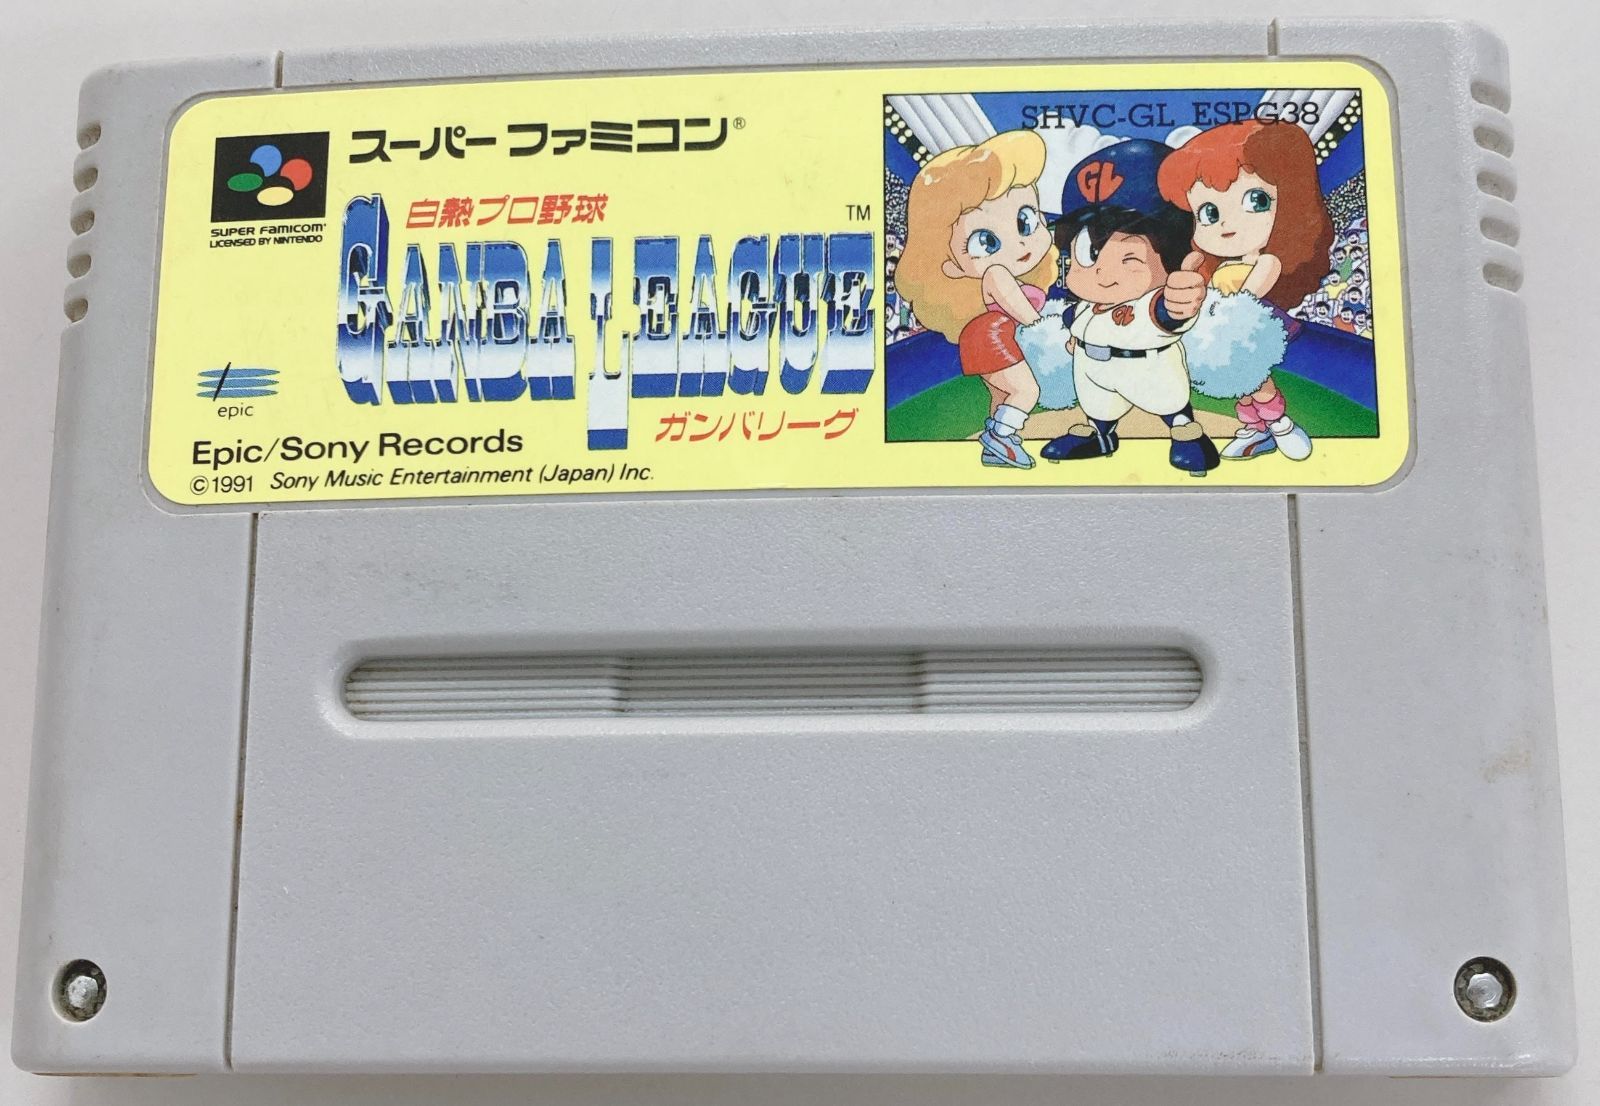 スーパーファミコン®
SUPER FAMICOM®
LICENSED BY NINTENDO
白熱プロ野球
GANBA LEAGUE TM
ガンバリーグ
epic
Epic/Sony Records
©1991 Sony Music Entertainment (Japan) Inc.
SHVC-GL ESPG38
GL
GL